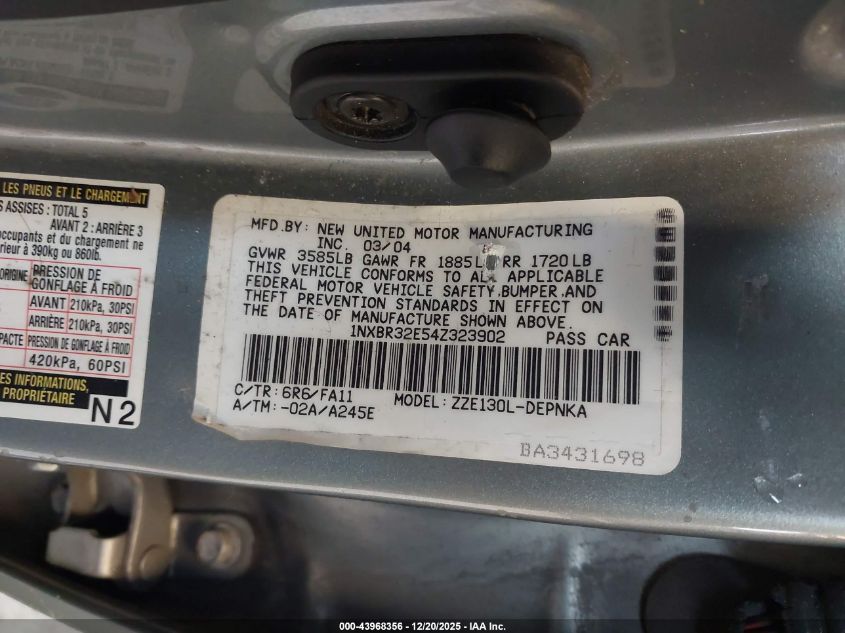 LES PNEUS ET LE CHARGEMENT
ASSISES: TOTAL 5
AVANT 2: ARRIÈRE 3
occupants et du chargement ne
à 390kg ou 860lb.
ORIGINE PRESSION DE GONFLAGE À FROID
AVANT 210kPa, 30PSI
ARRIÈRE 210kPa, 30PSI
PRESSION DE GONFLAGE À FROID
420kPa, 60PSI
INFORMATIONS,
PROPRIÉTAIRE
N2
MFD.BY: NEW UNITED MOTOR MANUFACTURING
INC. 03/04
GVWR 3585LB GAWR FR 1885L RR 1720LB
THIS VEHICLE CONFORMS TO ALL APPLICABLE
FEDERAL MOTOR VEHICLE SAFETY,BUMPER,AND
THEFT PREVENTION STANDARDS IN EFFECT ON
THE DATE OF MANUFACTURE SHOWN ABOVE.
1NXBR32E54Z323902 PASS CAR
C/TR: 6R6/FA11 MODEL: ZZE130L-DEPNKA
A/TM: -02A/A245E
BA3431698
000-43968356 • 12/20/2025 • IAA Inc.